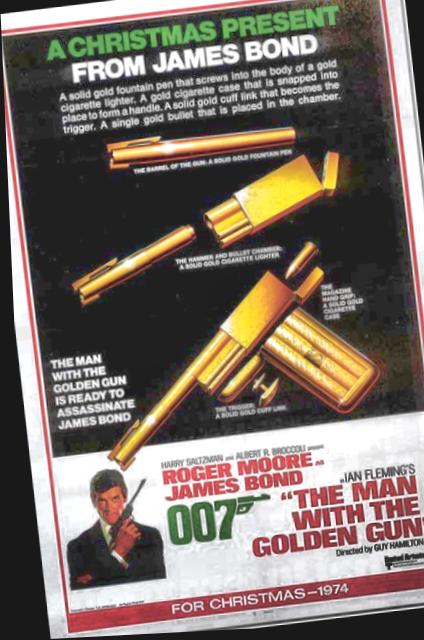 A CHRISTMAS PRESENT
FROM JAMES BOND
A solid gold fountain pen that screws into the body of a gold
cigarette lighter. A gold cigarette case that is snapped into
place to form a handle. A solid gold cuff link that becomes the
trigger. A single gold bullet that is placed in the chamber.
THE BARREL OF THE GUN: A SOLID GOLD FOUNTAIN PEN
THE HAMMER AND BULLET CHAMBER:
A SOLID GOLD CIGARETTE LIGHTER
THE
MAGAZINE
HAND GRIP:
A SOLID GOLD
CIGARETTE
CASE
THE MAN
WITH THE
GOLDEN GUN
IS READY TO
ASSASSINATE
JAMES BOND
THE TRIGGER:
A SOLID GOLD CUFF LINK
HARRY SALTZMAN and ALBERT R. BROCCOLI present
ROGER MOORE as
JAMES BOND
007
in IAN FLEMING'S
"THE MAN
WITH THE
GOLDEN GUN
Directed by GUY HAMILTON
United Artists
FOR CHRISTMAS—1974